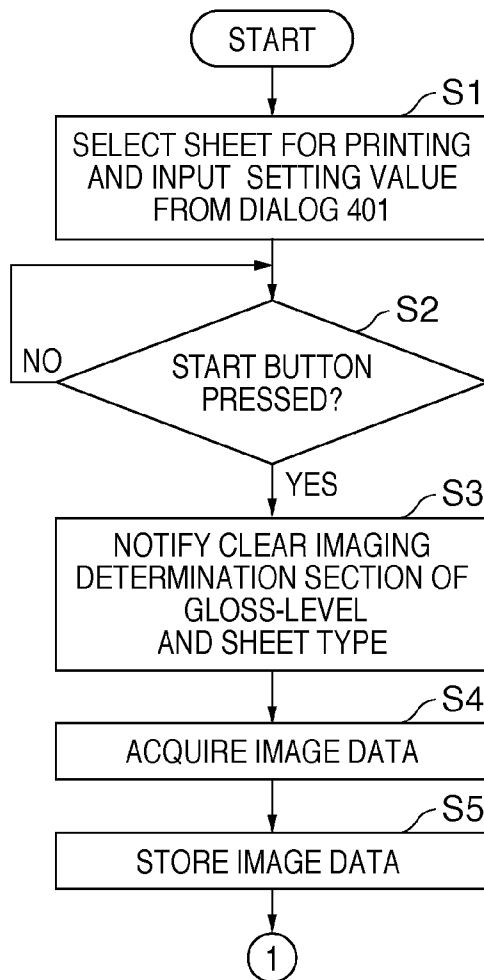 START
S1
SELECT SHEET FOR PRINTING
AND INPUT SETTING VALUE
FROM DIALOG 401
S2
START BUTTON
PRESSED?
NO
YES
S3
NOTIFY CLEAR IMAGING
DETERMINATION SECTION OF
GLOSS-LEVEL
AND SHEET TYPE
S4
ACQUIRE IMAGE DATA
S5
STORE IMAGE DATA
1